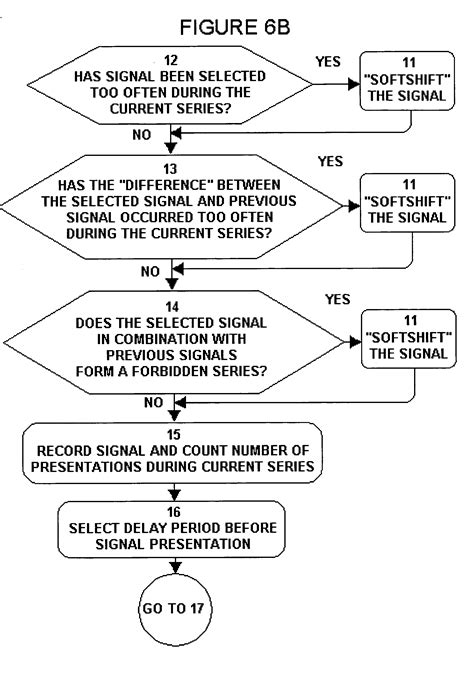 FIGURE 6B
12
HAS SIGNAL BEEN SELECTED
TOO OFTEN DURING THE
CURRENT SERIES?
YES
11
"SOFTSHIFT"
THE SIGNAL
NO
13
HAS THE "DIFFERENCE" BETWEEN
THE SELECTED SIGNAL AND PREVIOUS
SIGNAL OCCURRED TOO OFTEN
DURING THE CURRENT SERIES?
YES
11
"SOFTSHIFT"
THE SIGNAL
NO
14
DOES THE SELECTED SIGNAL
IN COMBINATION WITH
PREVIOUS SIGNALS
FORM A FORBIDDEN SERIES?
YES
11
"SOFTSHIFT"
THE SIGNAL
NO
15
RECORD SIGNAL AND COUNT NUMBER OF
PRESENTATIONS DURING CURRENT SERIES
16
SELECT DELAY PERIOD BEFORE
SIGNAL PRESENTATION
GO TO 17